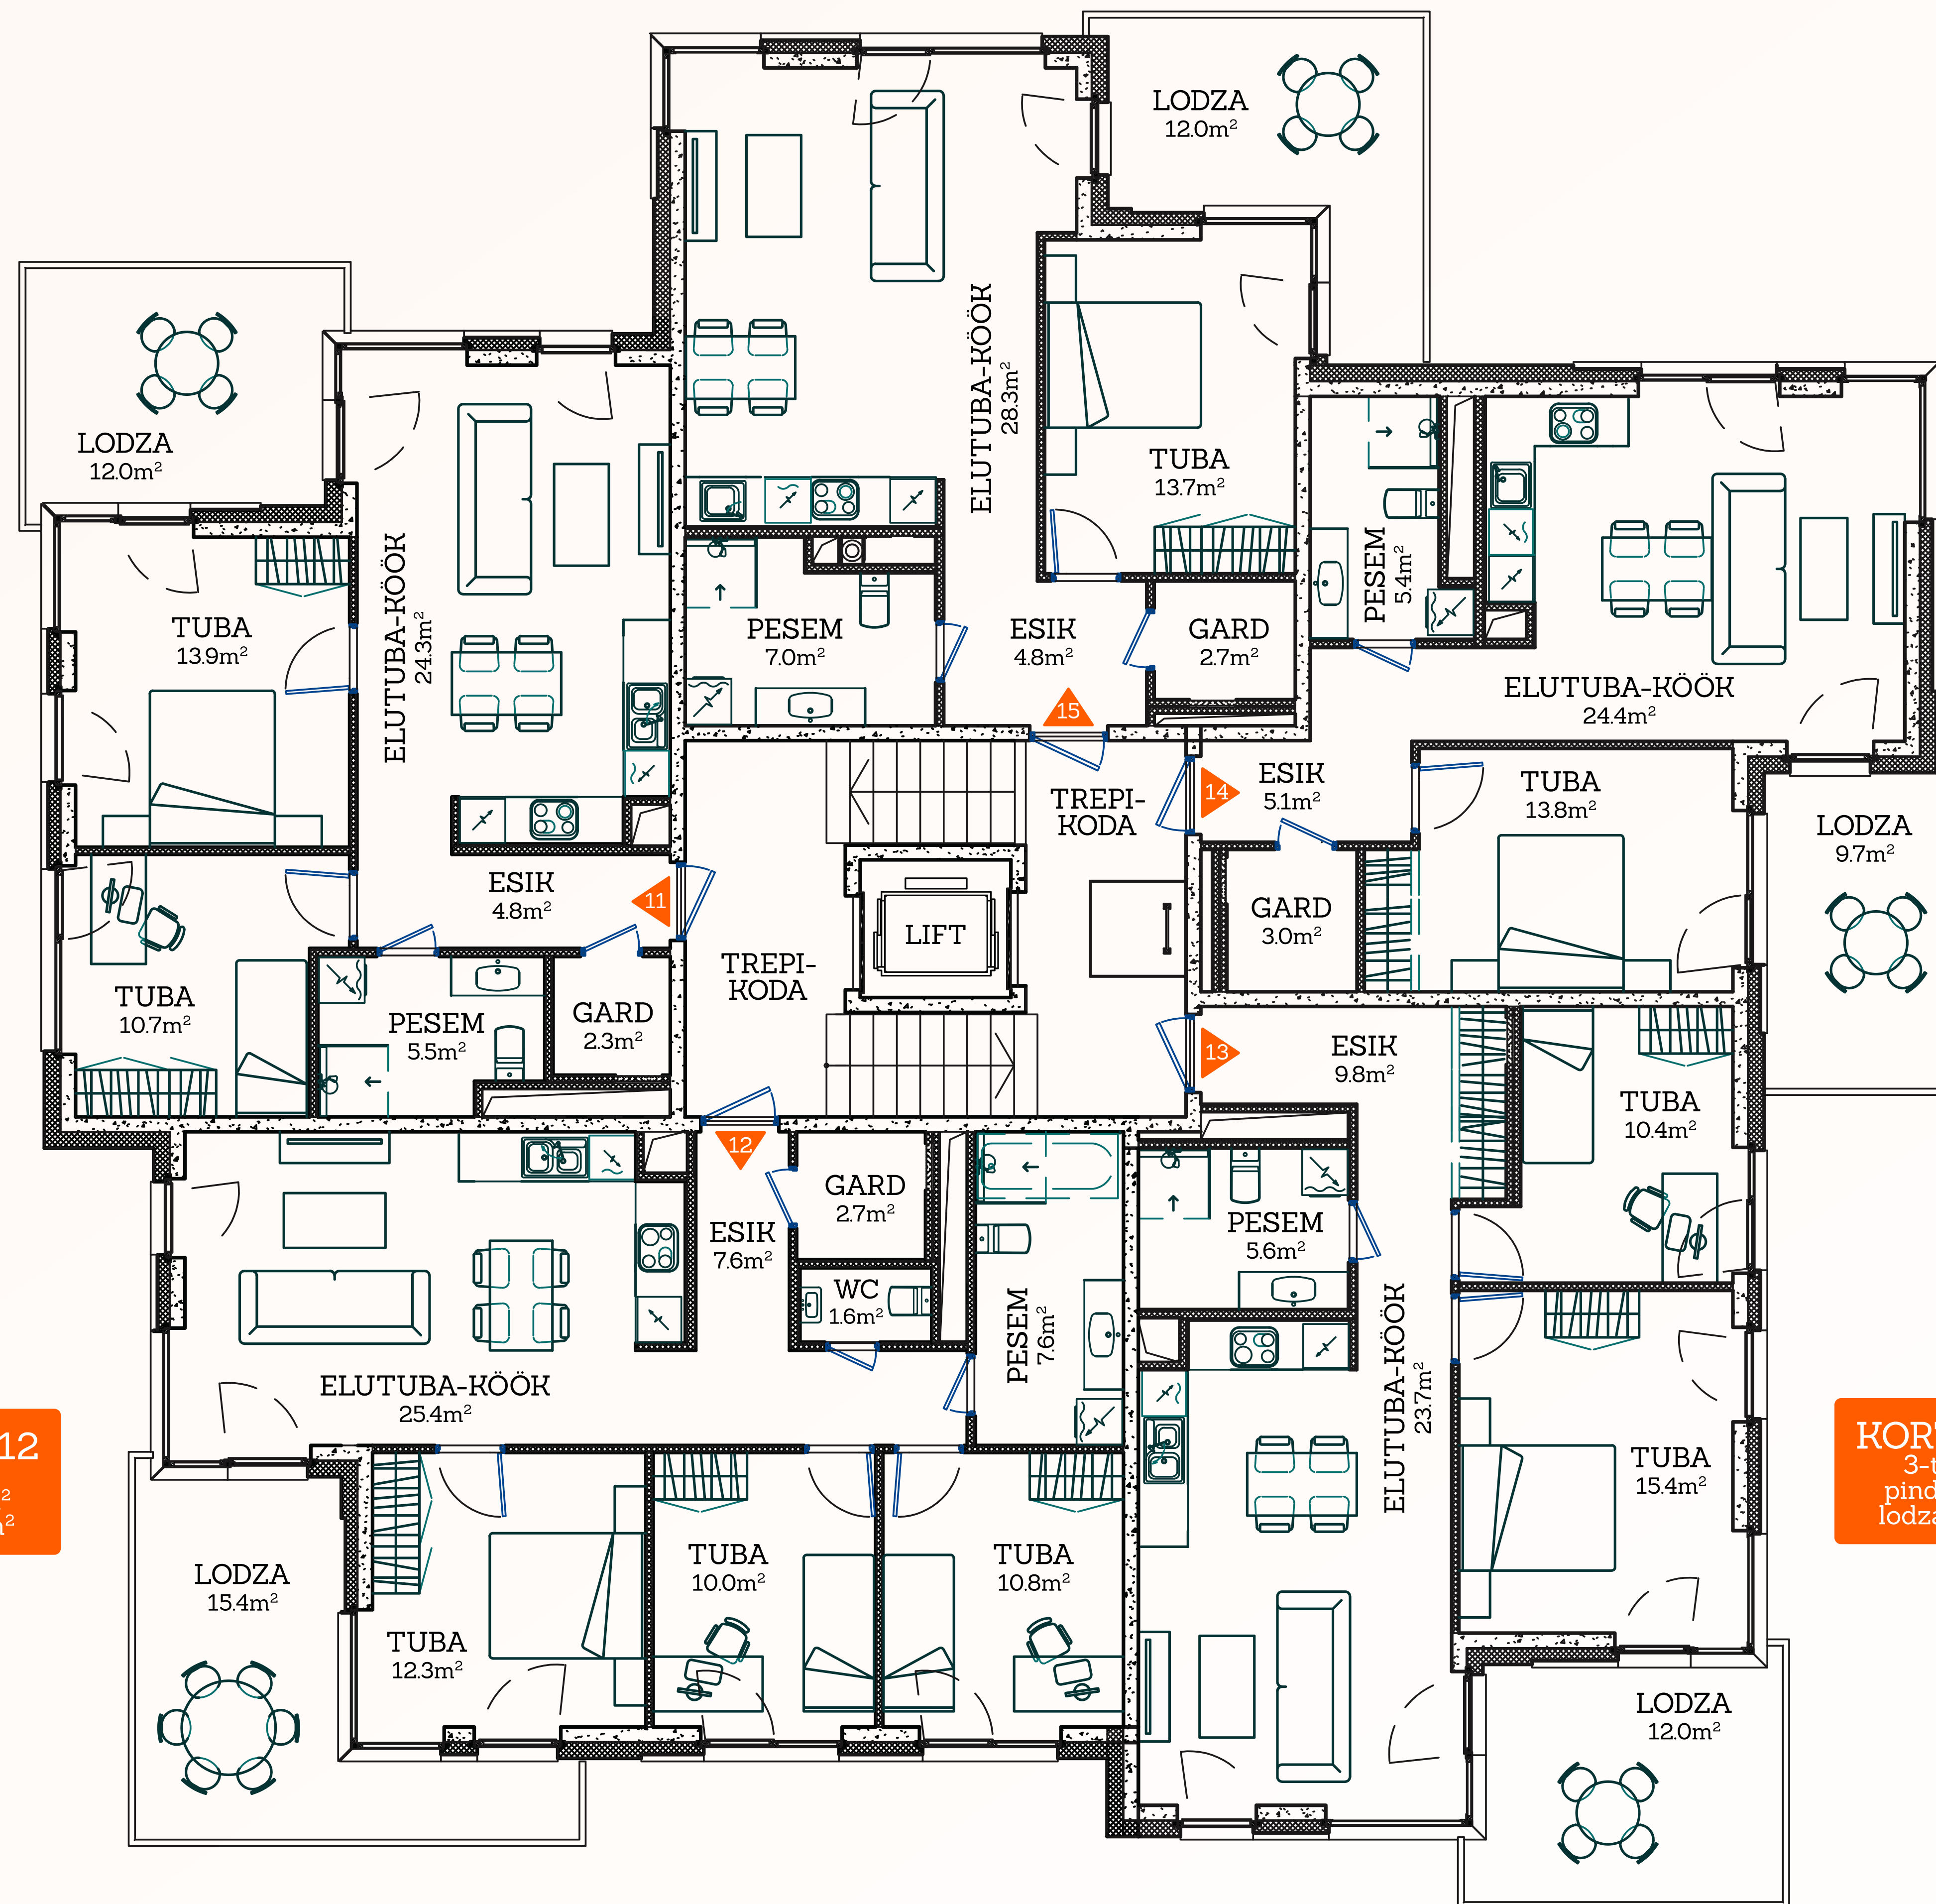 LODZA
12.0m²
LODZA
12.0m²
ELUTUBA-KÖÖK
28.3m²
TUBA
13.7m²
PESEM
7.0m²
ESIK
4.8m²
GARD
2.7m²
15
PESEM
5.4m²
ELUTUBA-KÖÖK
24.4m²
TUBA
13.9m²
ELUTUBA-KÖÖK
24.3m²
ESIK
4.8m²
11
TUBA
10.7m²
PESEM
5.5m²
GARD
2.3m²
TREPI-
KODA
LIFT
TREPI-
KODA
14
ESIK
5.1m²
TUBA
13.8m²
LODZA
9.7m²
GARD
3.0m²
13
ESIK
9.8m²
TUBA
10.4m²
12
GARD
2.7m²
ESIK
7.6m²
WC
1.6m²
PESEM
7.6m²
PESEM
5.6m²
ELUTUBA-KÖÖK
25.4m²
ELUTUBA-KÖÖK
23.7m²
TUBA
15.4m²
12
KOR
3-t
pind
lodza
LODZA
15.4m²
TUBA
12.3m²
TUBA
10.0m²
TUBA
10.8m²
LODZA
12.0m²